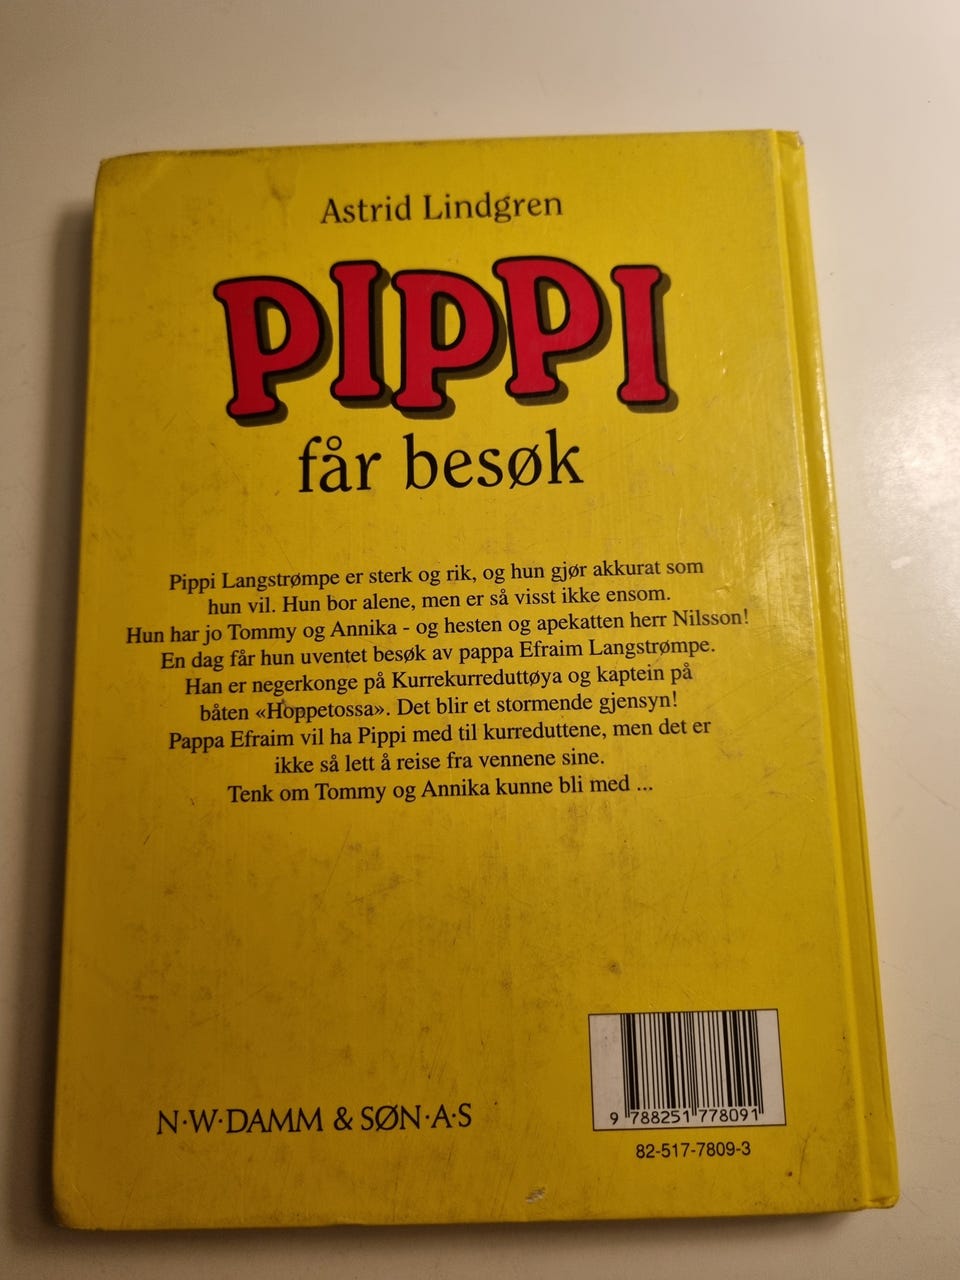 Astrid Lindgren
PIPPI
får besøk
Pippi Langstrømpe er sterk og rik, og hun gjør akkurat som
hun vil. Hun bor alene, men er så visst ikke ensom.
Hun har jo Tommy og Annika - og hesten og apekatten herr Nilsson!
En dag får hun uventet besøk av pappa Efraim Langstrømpe.
Han er negerkonge på Kurrekurreduttøya og kaptein på
båten «Hoppetossa». Det blir et stormende gjensyn!
Pappa Efraim vil ha Pippi med til kurreduttene, men det er
ikke så lett å reise fra vennene sine.
Tenk om Tommy og Annika kunne bli med ...
N·W·DAMM & SØN·A·S
9 788251 778091
82-517-7809-3